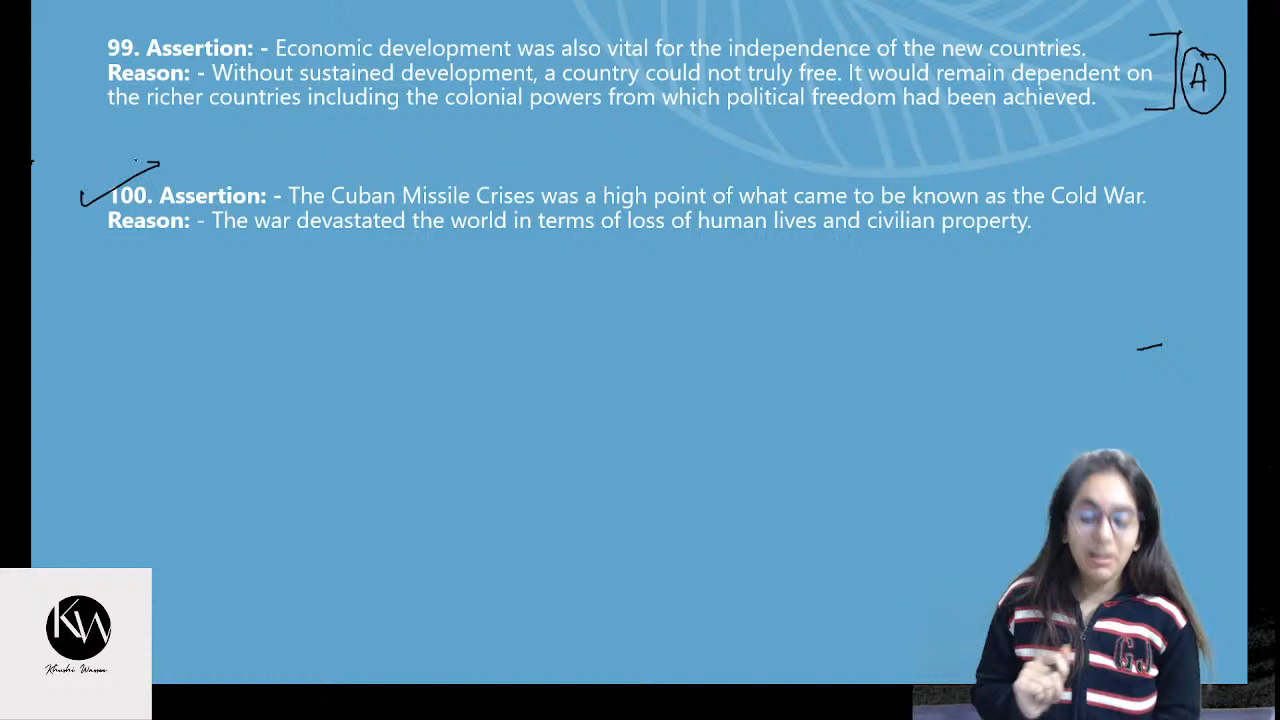 99. Assertion: - Economic development was also vital for the independence of the new countries.
Reason: - Without sustained development, a country could not truly free. It would remain dependent on
the richer countries including the colonial powers from which political freedom had been achieved.
A
100. Assertion: - The Cuban Missile Crises was a high point of what came to be known as the Cold War.
Reason: - The war devastated the world in terms of loss of human lives and civilian property.
KW
Khushi Wassan
GJ